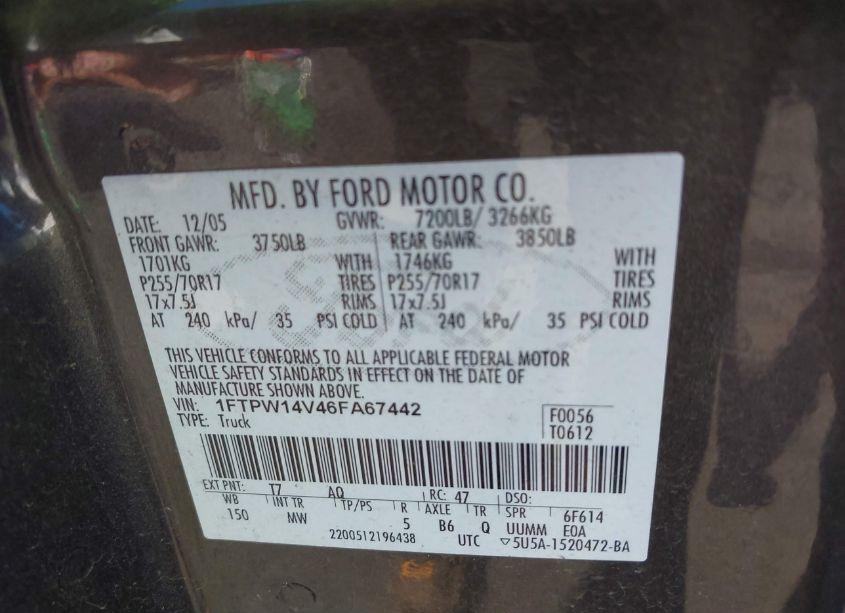 MFD. BY FORD MOTOR CO.
DATE: 12/05 GVWR: 7200LB/ 3266KG
FRONT GAWR: 3750LB REAR GAWR: 3850LB
1701KG WITH 1746KG WITH
P255/70R17 TIRES P255/70R17 TIRES
17x7.5J RIMS 17x7.5J RIMS
AT 240 kPa/ 35 PSI COLD AT 240 kPa/ 35 PSI COLD
THIS VEHICLE CONFORMS TO ALL APPLICABLE FEDERAL MOTOR
VEHICLE SAFETY STANDARDS IN EFFECT ON THE DATE OF
MANUFACTURE SHOWN ABOVE.
VIN: 1FTPW14V46FA67442 F0056
TYPE: Truck T0612
EXT PNT: T7 AQ RC: 47 DSO:
WB INT TR TP/PS R AXLE TR SPR 6F614
150 MW 5 B6 Q UUMM EOA
2200512196438 UTC ▽5U5A-1520472-BA